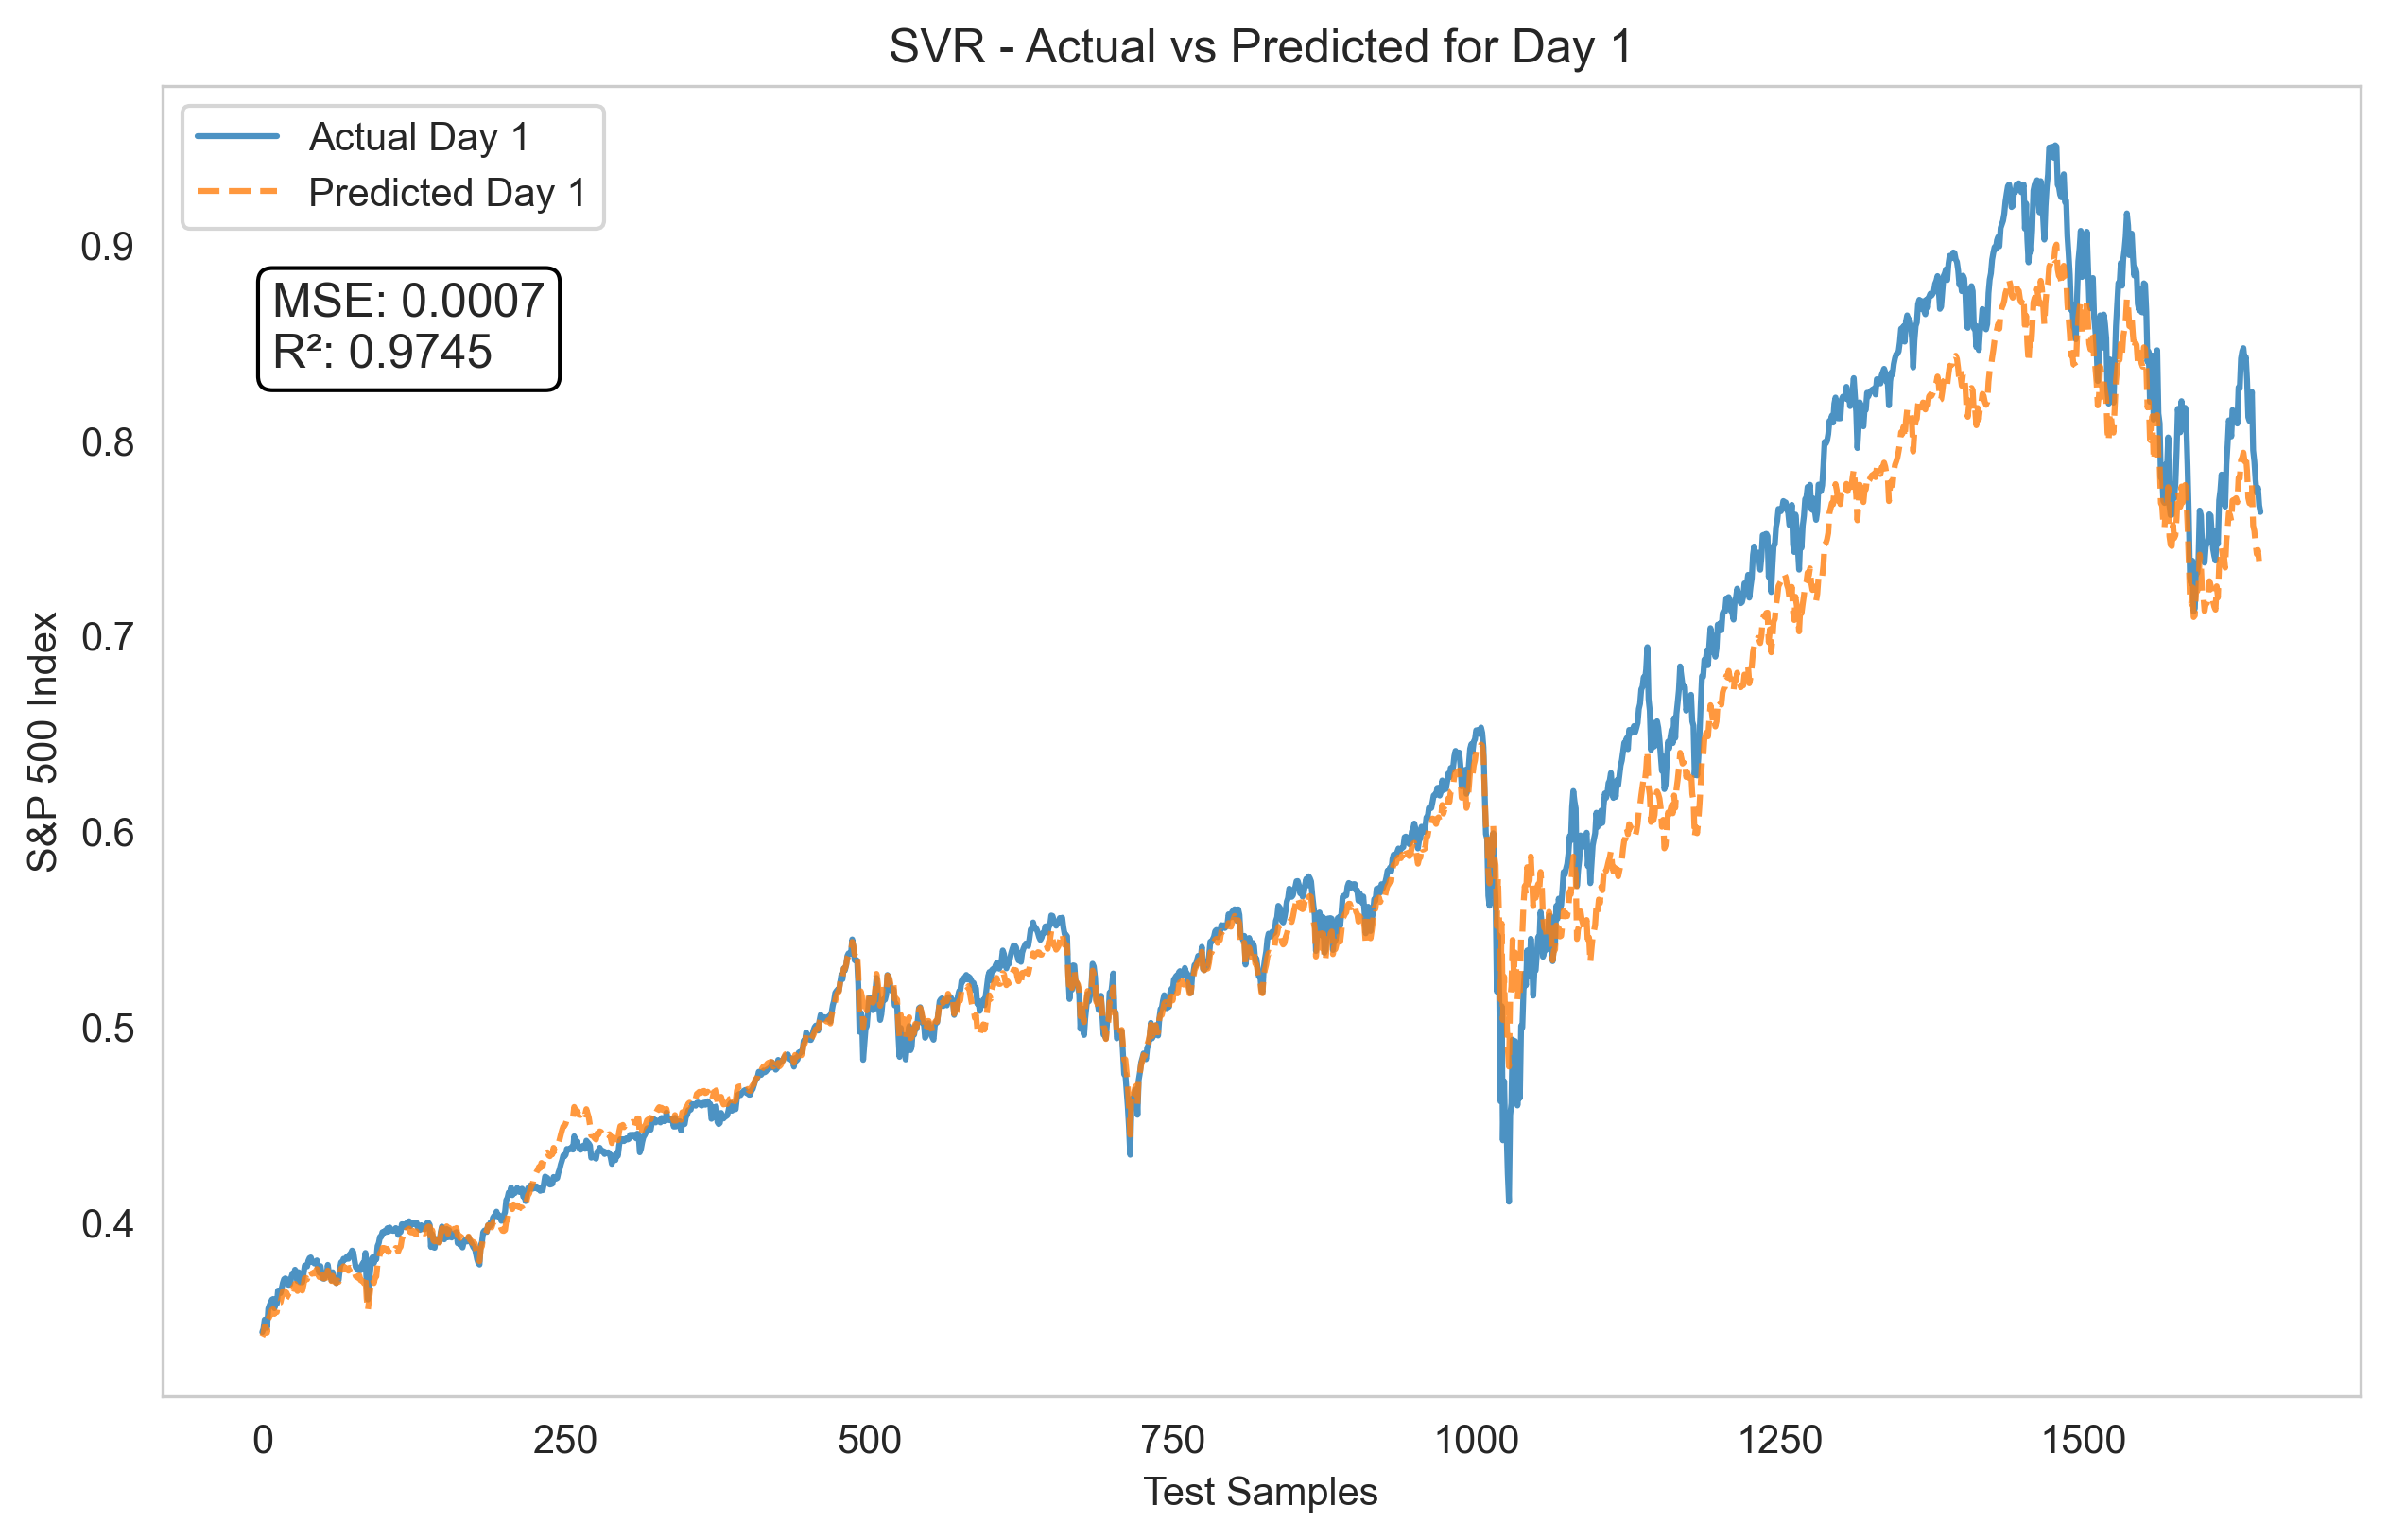 SVR - Actual vs Predicted for Day 1
Actual Day 1
Predicted Day 1
MSE: 0.0007
R²: 0.9745
S&P 500 Index
0.9
0.8
0.7
0.6
0.5
0.4
0 250 500 750 1000 1250 1500
Test Samples